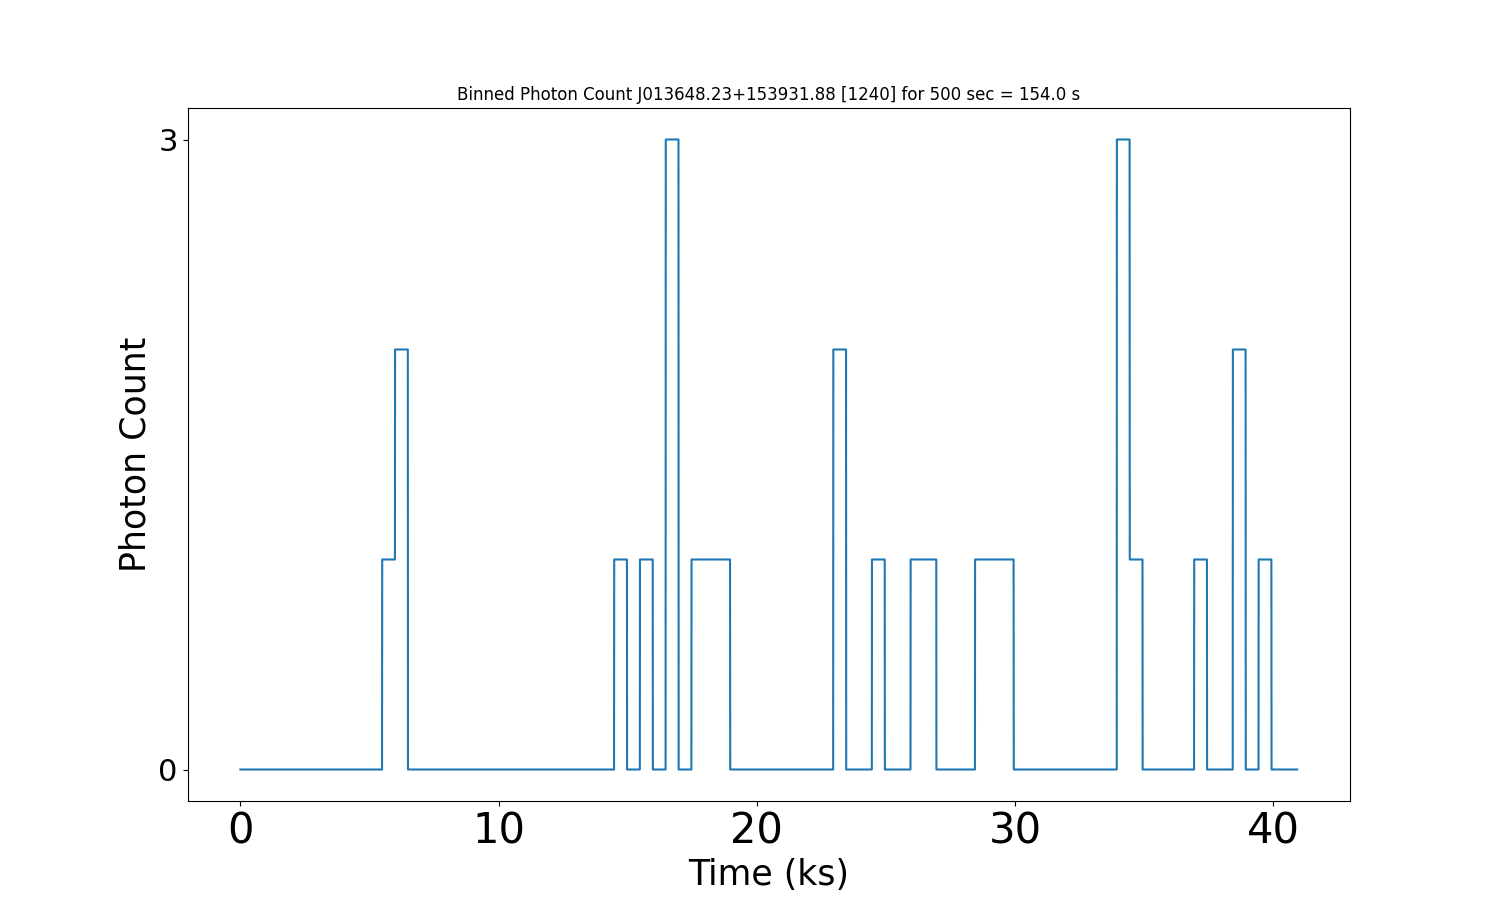 Binned Photon Count J013648.23+153931.88 [1240] for 500 sec = 154.0 s
3
0
Photon Count
0 10 20 30 40
Time (ks)